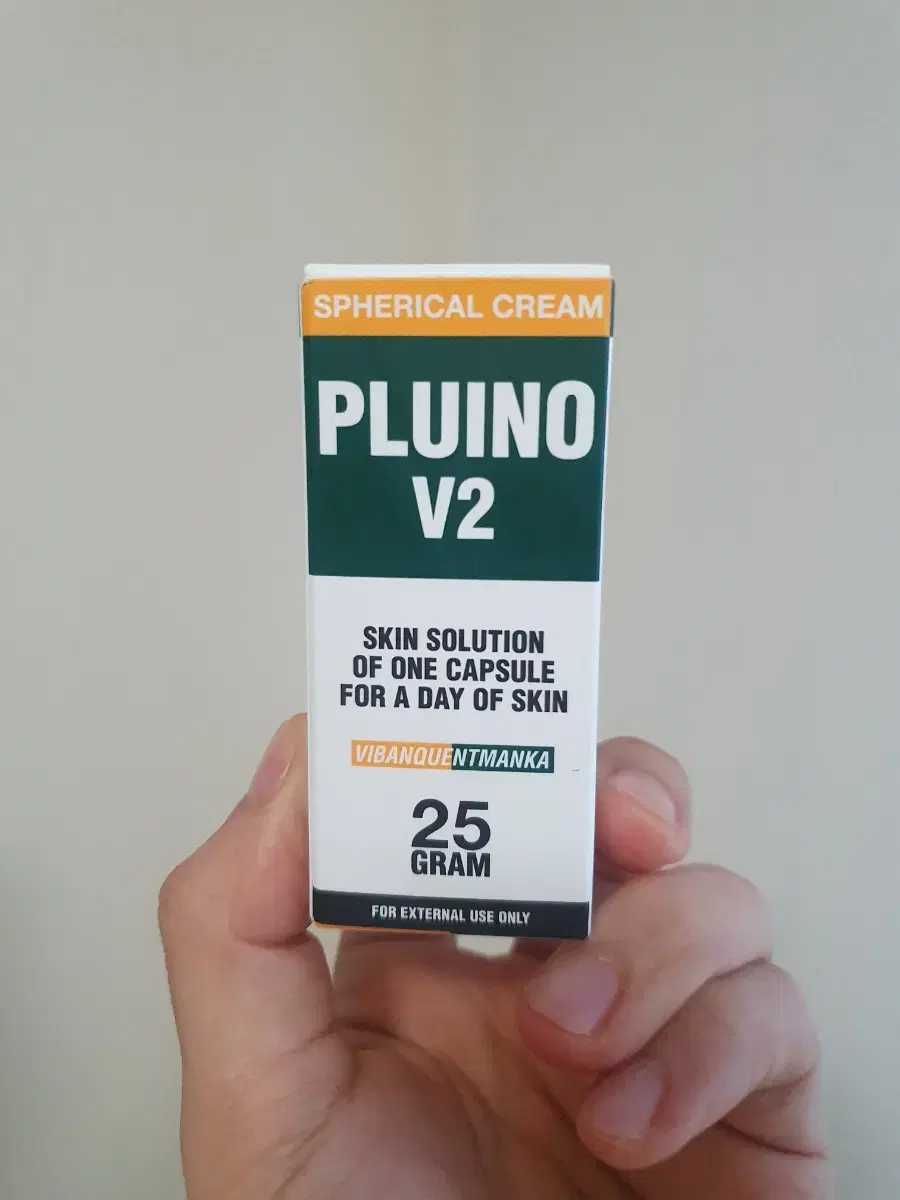 SPHERICAL CREAM
PLUINO
V2
SKIN SOLUTION
OF ONE CAPSULE
FOR A DAY OF SKIN
VIBANQUENTMANKA
25
GRAM
FOR EXTERNAL USE ONLY